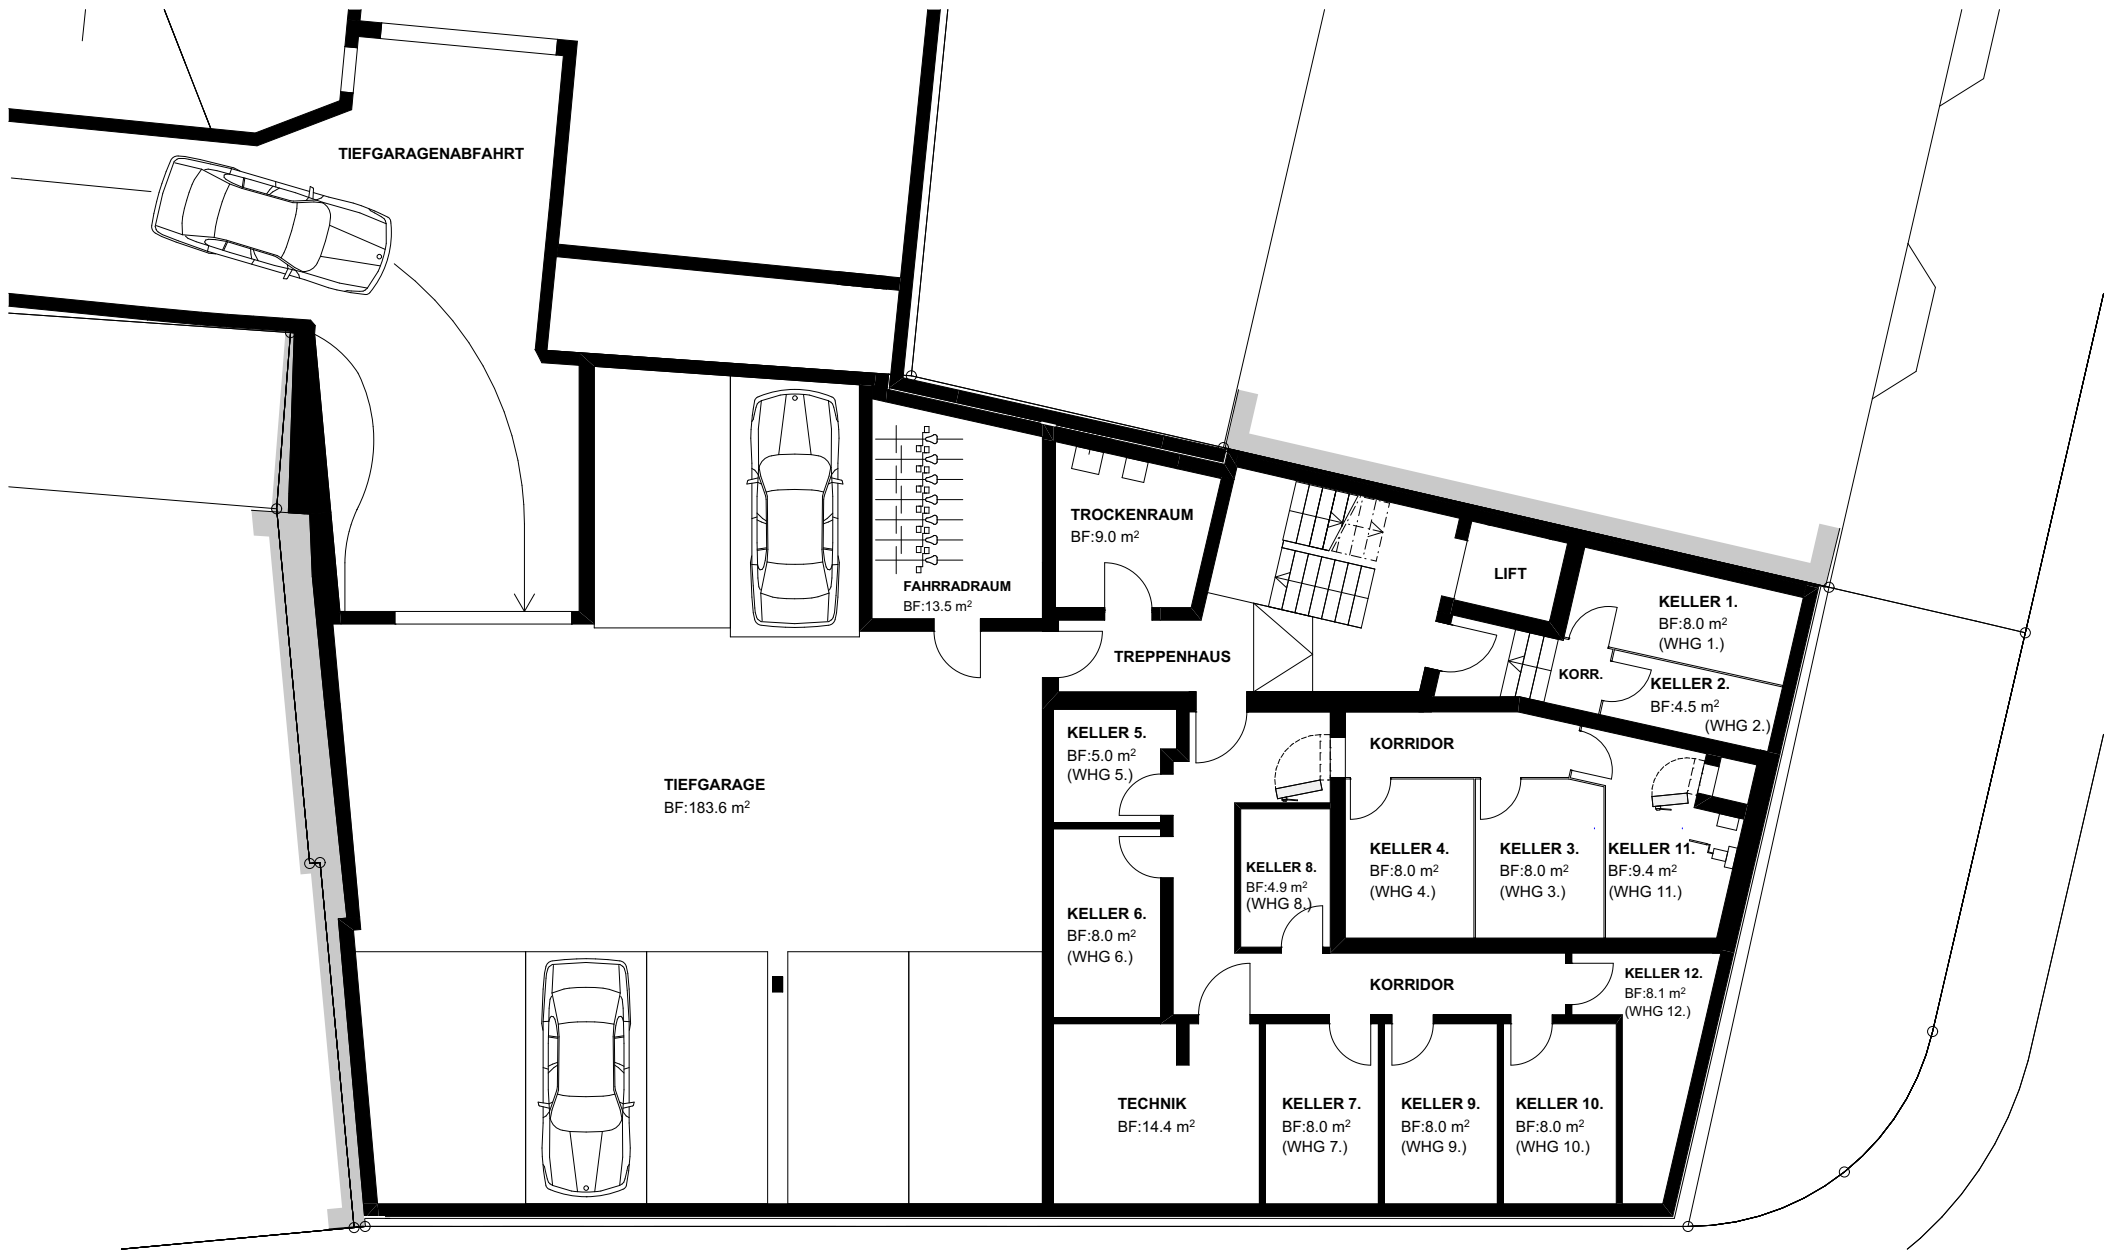 TIEFGARAGENABFAHRT
TROCKENRAUM
BF:9.0 m²
FAHRRADRAUM
BF:13.5 m²
LIFT
KELLER 1.
BF:8.0 m²
(WHG 1.)
TREPPENHAUS
KORR.
KELLER 2.
BF:4.5 m²
(WHG 2.)
KELLER 5.
BF:5.0 m²
(WHG 5.)
KORRIDOR
TIEFGARAGE
BF:183.6 m²
KELLER 8.
BF:4.9 m²
(WHG 8.)
KELLER 4.
BF:8.0 m²
(WHG 4.)
KELLER 3.
BF:8.0 m²
(WHG 3.)
KELLER 11.
BF:9.4 m²
(WHG 11.)
KELLER 6.
BF:8.0 m²
(WHG 6.)
KORRIDOR
KELLER 12.
BF:8.1 m²
(WHG 12.)
TECHNIK
BF:14.4 m²
KELLER 7.
BF:8.0 m²
(WHG 7.)
KELLER 9.
BF:8.0 m²
(WHG 9.)
KELLER 10.
BF:8.0 m²
(WHG 10.)